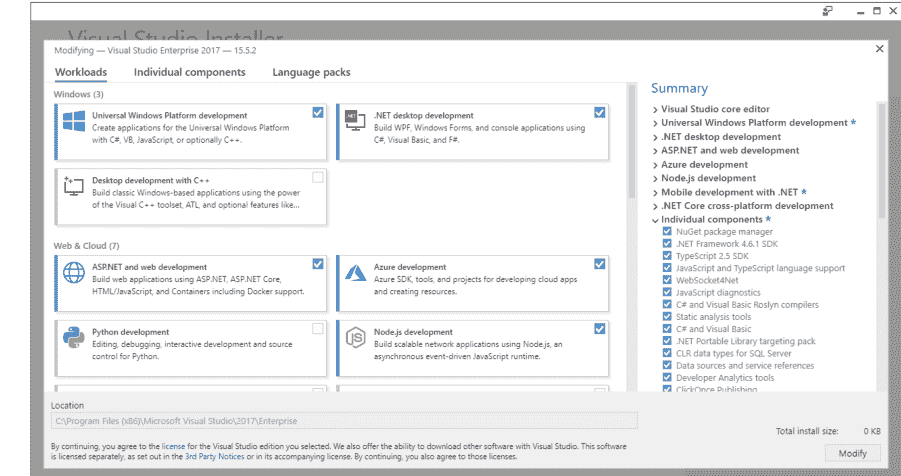 Visual Studio Installer
Modifying — Visual Studio Enterprise 2017 — 15.5.2
Workloads
Individual components
Language packs
Windows (3)
Universal Windows Platform development
Create applications for the Universal Windows Platform
with C#, VB, JavaScript, or optionally C++.
.NET desktop development
Build WPF, Windows Forms, and console applications using
C#, Visual Basic, and F#.
Desktop development with C++
Build classic Windows-based applications using the power
of the Visual C++ toolset, ATL, and optional features like...
Web & Cloud (7)
ASP.NET and web development
Build web applications using ASP.NET, ASP.NET Core,
HTML/JavaScript, and Containers including Docker support.
Azure development
Azure SDK, tools, and projects for developing cloud apps
and creating resources.
Python development
Editing, debugging, interactive development and source
control for Python.
Node.js development
Build scalable network applications using Node.js, an
asynchronous event-driven JavaScript runtime.
Summary
Visual Studio core editor
Universal Windows Platform development *
.NET desktop development
ASP.NET and web development
Azure development
Node.js development
Mobile development with .NET *
.NET Core cross-platform development
Individual components *
NuGet package manager
.NET Framework 4.6.1 SDK
TypeScript 2.5 SDK
JavaScript and TypeScript language support
WebSocket4Net
JavaScript diagnostics
C# and Visual Basic Roslyn compilers
Static analysis tools
C# and Visual Basic
.NET Portable Library targeting pack
CLR data types for SQL Server
Data sources and service references
Developer Analytics tools
ClickOnce Publishing
Location
C:\Program Files (x86)\Microsoft Visual Studio\2017\Enterprise
By continuing, you agree to the license for the Visual Studio edition you selected. We also offer the ability to download other software with Visual Studio. This software
is licensed separately, as set out in the 3rd Party Notices or in its accompanying license. By continuing, you also agree to those licenses.
Total install size: 0 KB
Modify